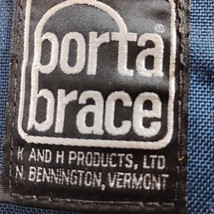 porta
brace®
K AND H PRODUCTS, LTD
N. BENNINGTON, VERMONT